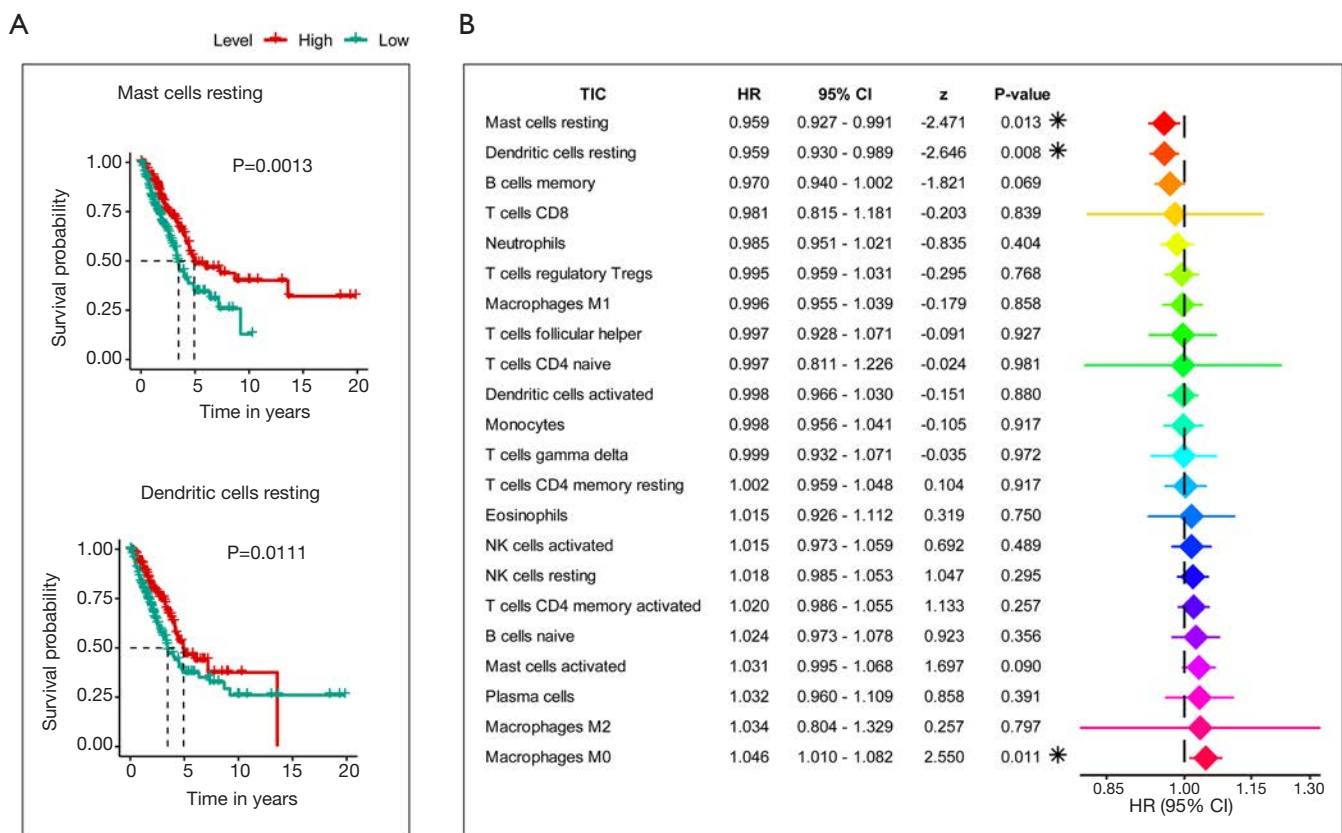 A
Level High Low
Mast cells resting
P=0.0013
Survival probability
1.00
0.75
0.50
0.25
0.00
0 5 10 15 20
Time in years
Dendritic cells resting
P=0.0111
Survival probability
1.00
0.75
0.50
0.25
0.00
0 5 10 15 20
Time in years
B
TIC HR 95% CI z P-value
Mast cells resting 0.959 0.927 - 0.991 -2.471 0.013 *
Dendritic cells resting 0.959 0.930 - 0.989 -2.646 0.008 *
B cells memory 0.970 0.940 - 1.002 -1.821 0.069
T cells CD8 0.981 0.815 - 1.181 -0.203 0.839
Neutrophils 0.985 0.951 - 1.021 -0.835 0.404
T cells regulatory Tregs 0.995 0.959 - 1.031 -0.295 0.768
Macrophages M1 0.996 0.955 - 1.039 -0.179 0.858
T cells follicular helper 0.997 0.928 - 1.071 -0.091 0.927
T cells CD4 naive 0.997 0.811 - 1.226 -0.024 0.981
Dendritic cells activated 0.998 0.966 - 1.030 -0.151 0.880
Monocytes 0.998 0.956 - 1.041 -0.105 0.917
T cells gamma delta 0.999 0.932 - 1.071 -0.035 0.972
T cells CD4 memory resting 1.002 0.959 - 1.048 0.104 0.917
Eosinophils 1.015 0.926 - 1.112 0.319 0.750
NK cells activated 1.015 0.973 - 1.059 0.692 0.489
NK cells resting 1.018 0.985 - 1.053 1.047 0.295
T cells CD4 memory activated 1.020 0.986 - 1.055 1.133 0.257
B cells naive 1.024 0.973 - 1.078 0.923 0.356
Mast cells activated 1.031 0.995 - 1.068 1.697 0.090
Plasma cells 1.032 0.960 - 1.109 0.858 0.391
Macrophages M2 1.034 0.804 - 1.329 0.257 0.797
Macrophages M0 1.046 1.010 - 1.082 2.550 0.011 *
0.85 1.00 1.15 1.30
HR (95% CI)